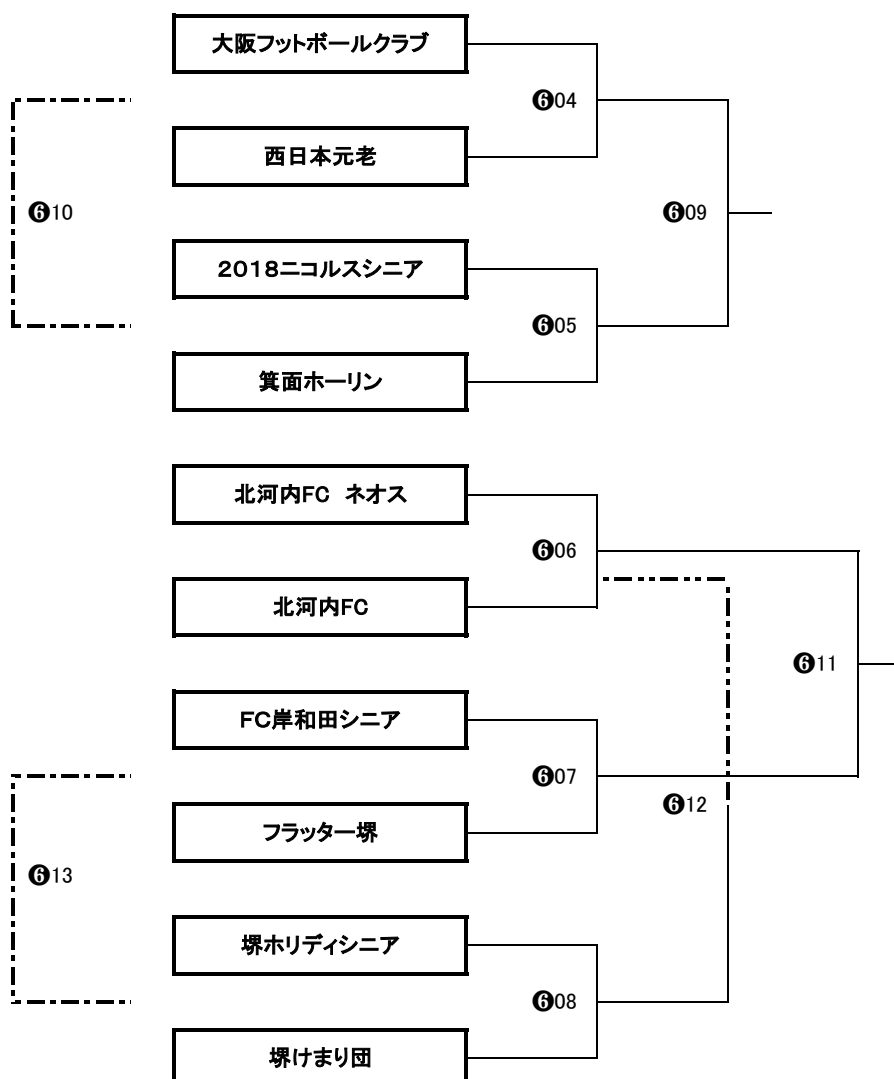 大阪フットボールクラブ
❻04
西日本元老
❻10
❻09
２０１８ニコルスシニア
❻05
箕面ホーリン
北河内ＦＣ　ネオス
❻06
北河内ＦＣ
❻11
ＦＣ岸和田シニア
❻07
❻12
フラッター堺
❻13
堺ホリディシニア
❻08
堺けまり団